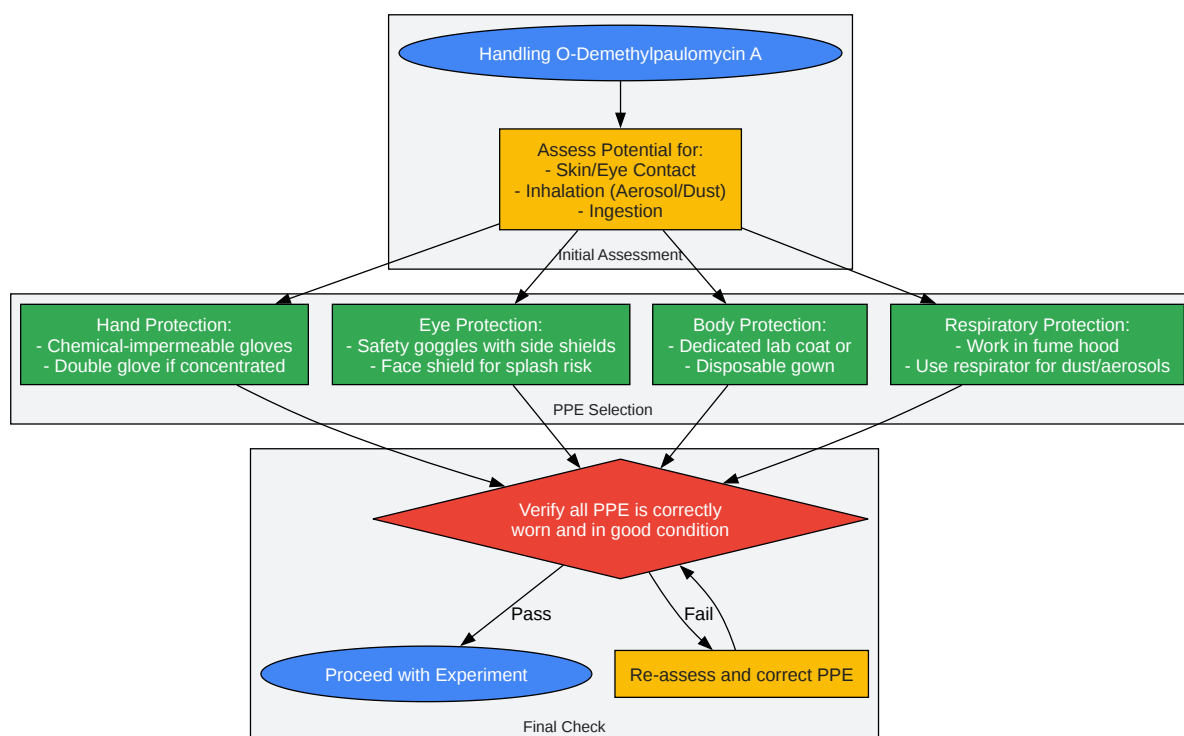 Handling O-Demethylpaulomycin A
Assess Potential for:
- Skin/Eye Contact
- Inhalation (Aerosol/Dust)
- Ingestion
Initial Assessment
Hand Protection:
- Chemical-impermeable gloves
- Double glove if concentrated
Eye Protection:
- Safety goggles with side shields
- Face shield for splash risk
Body Protection:
- Dedicated lab coat or
- Disposable gown
Respiratory Protection:
- Work in fume hood
- Use respirator for dust/aerosols
PPE Selection
Verify all PPE is correctly
worn and in good condition
Pass
Fail
Proceed with Experiment
Re-assess and correct PPE
Final Check